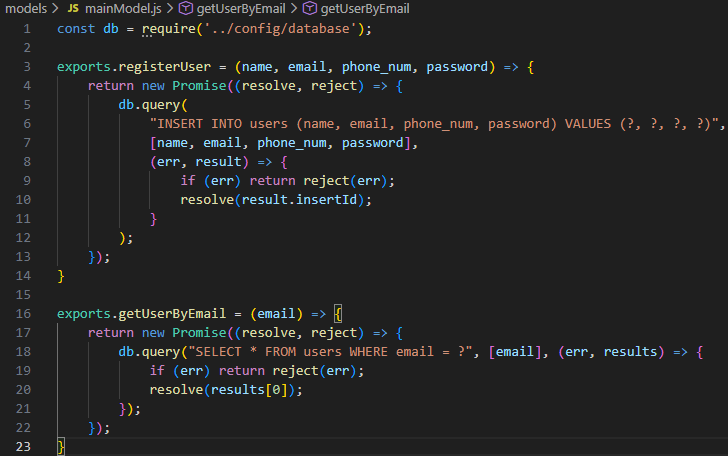 models > JS mainModel.js > getUserByEmail > getUserByEmail
1 const db = require('../config/database');
2
3 exports.registerUser = (name, email, phone_num, password) => {
4     return new Promise((resolve, reject) => {
5         db.query(
6             "INSERT INTO users (name, email, phone_num, password) VALUES (?, ?, ?, ?)",
7             [name, email, phone_num, password],
8             (err, result) => {
9                 if (err) return reject(err);
10                 resolve(result.insertId);
11             }
12         );
13     });
14 }
15
16 exports.getUserByEmail = (email) => {
17     return new Promise((resolve, reject) => {
18         db.query("SELECT * FROM users WHERE email = ?", [email], (err, results) => {
19             if (err) return reject(err);
20             resolve(results[0]);
21         });
22     });
23 }